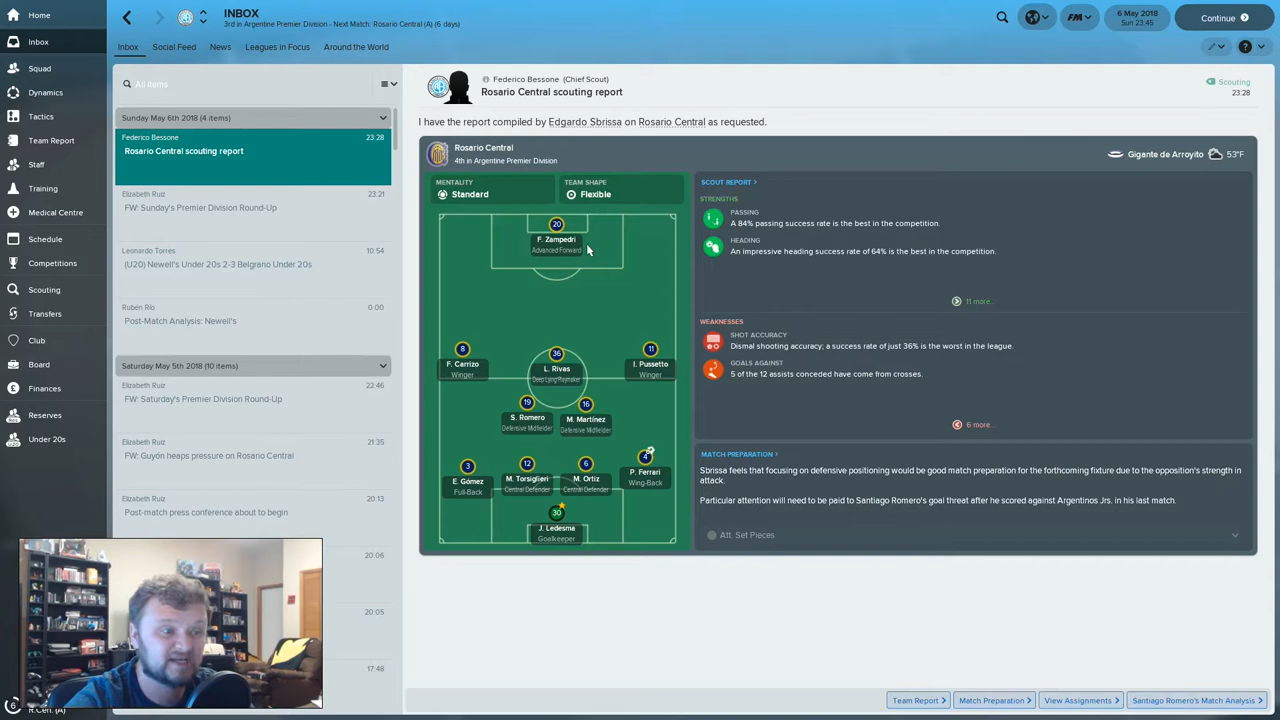 Home
Inbox
Squad
Dynamics
Tactics
Team Report
Staff
Training
Medical Centre
Schedule
Competitions
Scouting
Transfers
Club
Board
Finances
Reserves
Under 20s
R.Cen. (A)
INBOX
3rd in Argentine Premier Division - Next Match: Rosario Central (A) (6 days)
FM
6 May 2018
Sun 23:45
Continue
Inbox
Social Feed
News
Leagues in Focus
Around the World
?
All Items
Sunday May 6th 2018 (4 items)
Federico Bessone
23:28
Rosario Central scouting report
Elizabeth Ruiz
23:21
FW: Sunday's Premier Division Round-Up
Leonardo Torres
10:54
(U20) Newell's Under 20s 2-3 Belgrano Under 20s
Rubén Río
0:00
Post-Match Analysis: Newell's
Saturday May 5th 2018 (10 items)
Elizabeth Ruiz
22:46
FW: Saturday's Premier Division Round-Up
Elizabeth Ruiz
21:35
FW: Guyón heaps pressure on Rosario Central
Elizabeth Ruiz
20:13
Post-match press conference about to begin
20:06
20:05
17:48
Federico Bessone (Chief Scout)
Rosario Central scouting report
Scouting
23:28
I have the report compiled by Edgardo Sbrissa on Rosario Central as requested.
Rosario Central
4th in Argentine Premier Division
Gigante de Arroyito
53°F
MENTALITY
Standard
TEAM SHAPE
Flexible
20
F. Zampedri
Advanced Forward
8
F. Carrizo
Winger
36
L. Rivas
Deep Lying Playmaker
11
I. Pussetto
Winger
19
S. Romero
Defensive Midfielder
16
M. Martínez
Defensive Midfielder
3
E. Gómez
Full-Back
12
M. Torsiglieri
Central Defender
6
M. Ortiz
Central Defender
4
P. Ferrari
Wing-Back
30
J. Ledesma
Goalkeeper
SCOUT REPORT
STRENGTHS
PASSING
A 84% passing success rate is the best in the competition.
HEADING
An impressive heading success rate of 64% is the best in the competition.
11 more...
WEAKNESSES
SHOT ACCURACY
Dismal shooting accuracy; a success rate of just 36% is the worst in the league.
GOALS AGAINST
5 of the 12 assists conceded have come from crosses.
6 more...
MATCH PREPARATION
Sbrissa feels that focusing on defensive positioning would be good match preparation for the forthcoming fixture due to the opposition's strength in
attack.
Particular attention will need to be paid to Santiago Romero's goal threat after he scored against Argentinos Jrs. in his last match.
Att. Set Pieces
Team Report
Match Preparation
View Assignments
Santiago Romero's Match Analysis
6